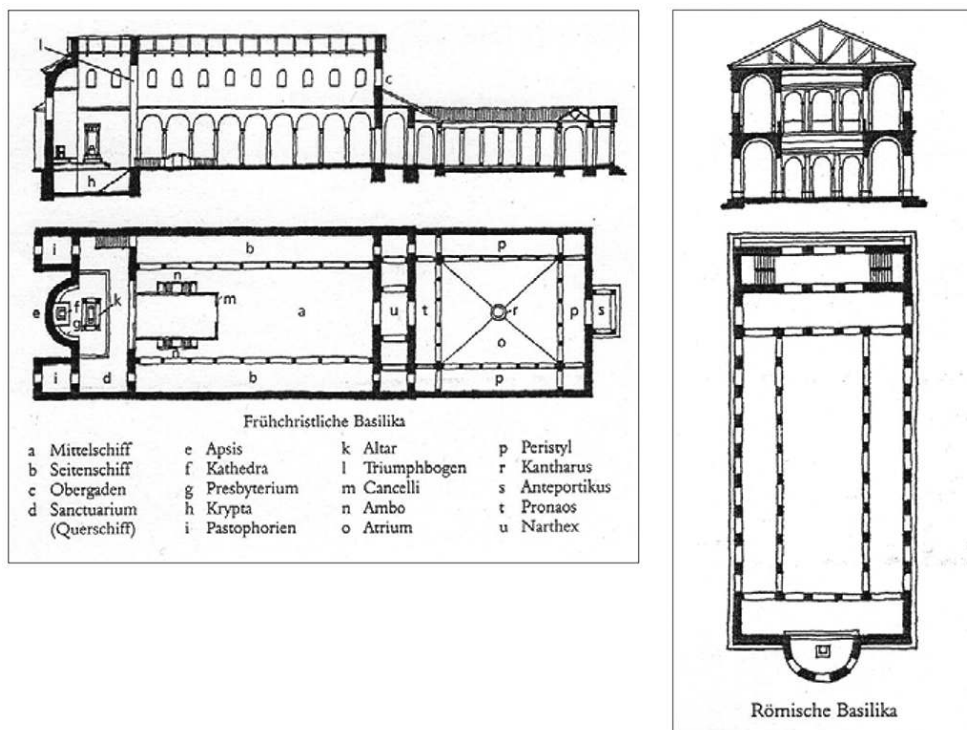 l
c
h
i
b
e
f
g
k
d
n
m
a
n
b
i
u
t
p
r
o
p
p
s
Frühchristliche Basilika
a Mittelschiff
b Seitenschiff
c Obergaden
d Sanctuarium
(Querschiff)
e Apsis
f Kathedra
g Presbyterium
h Krypta
i Pastophorien
k Altar
l Triumphbogen
m Cancelli
n Ambo
o Atrium
p Peristyl
r Kantharus
s Anteportikus
t Pronaos
u Narthex
Römische Basilika